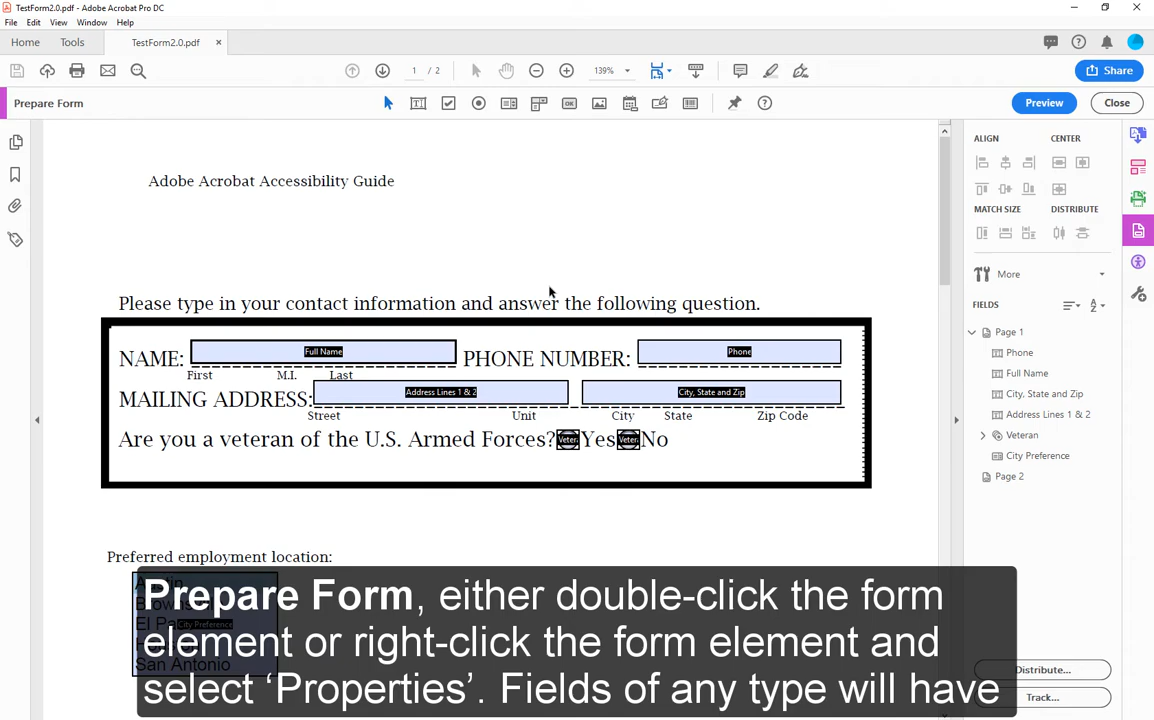 TestForm2.0.pdf - Adobe Acrobat Pro DC
File Edit View Window Help
Home Tools TestForm2.0.pdf
1 / 2 139% Share
Prepare Form Preview Close
Adobe Acrobat Accessibility Guide
Please type in your contact information and answer the following question.
NAME: Full Name PHONE NUMBER: Phone
First M.I. Last
MAILING ADDRESS: Address Lines 1 & 2 City, State and Zip
Street Unit City State Zip Code
Are you a veteran of the U.S. Armed Forces? Yes No
Preferred employment location:
City Preference
San Antonio
ALIGN CENTER
MATCH SIZE DISTRIBUTE
More
FIELDS
Page 1
Phone
Full Name
City, State and Zip
Address Lines 1 & 2
Veteran
City Preference
Page 2
Distribute...
Track...
Prepare Form, either double-click the form
element or right-click the form element and
select ‘Properties’. Fields of any type will have